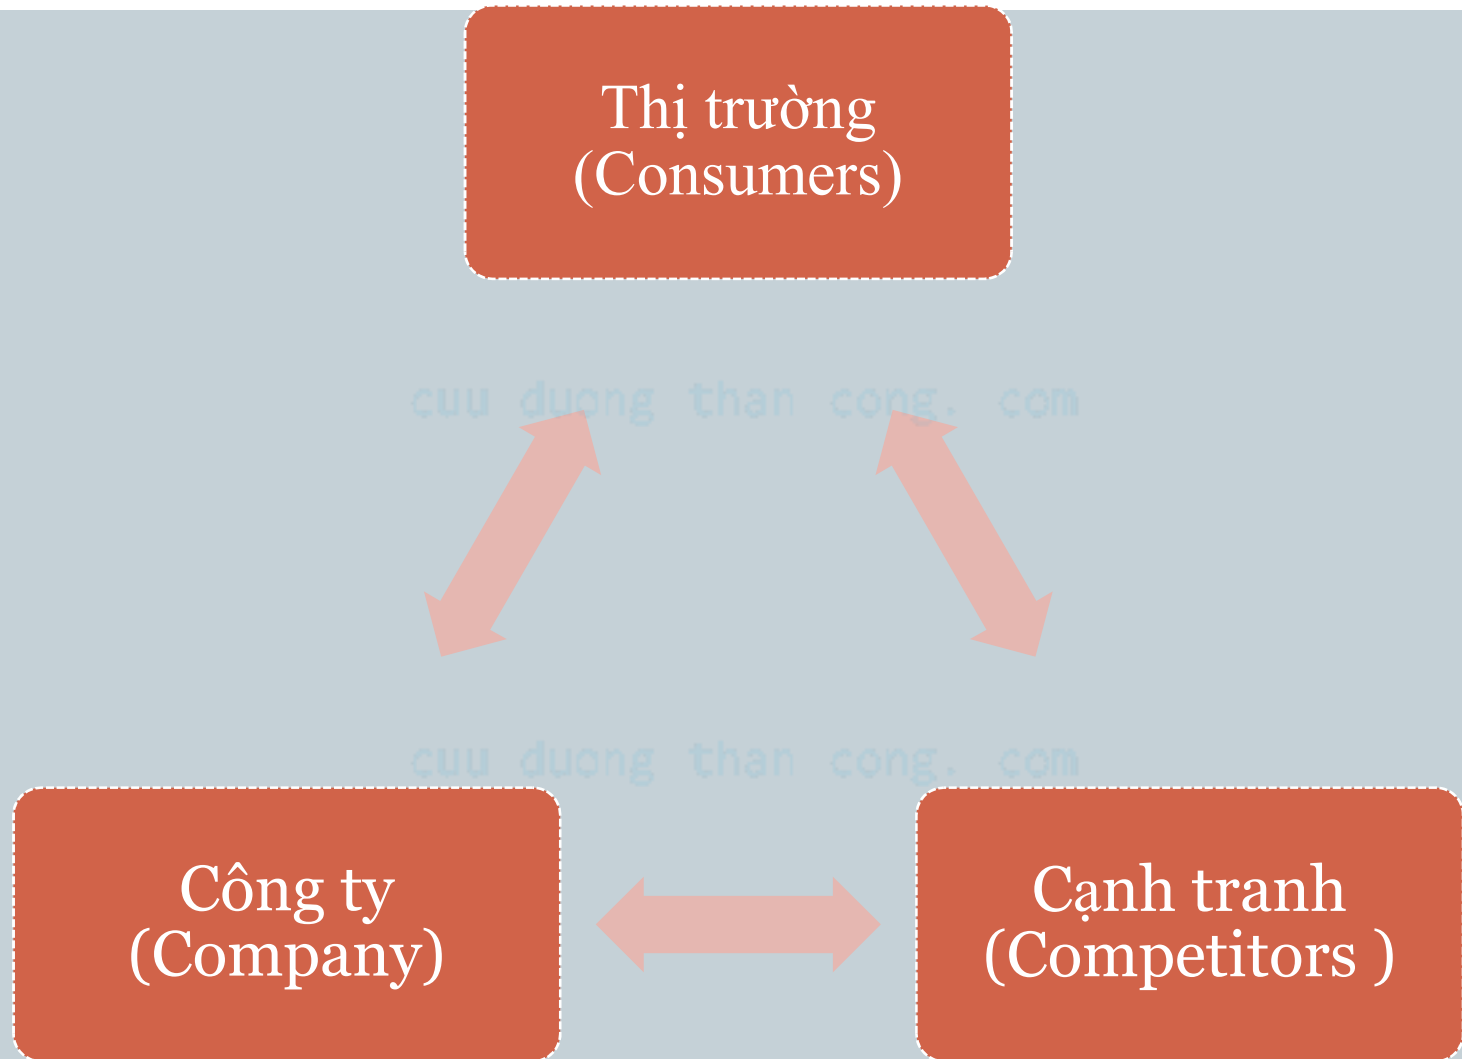 Thị trường
(Consumers)
cuu duong than cong. com
cuu duong than cong. com
Công ty
(Company)
Cạnh tranh
(Competitors )